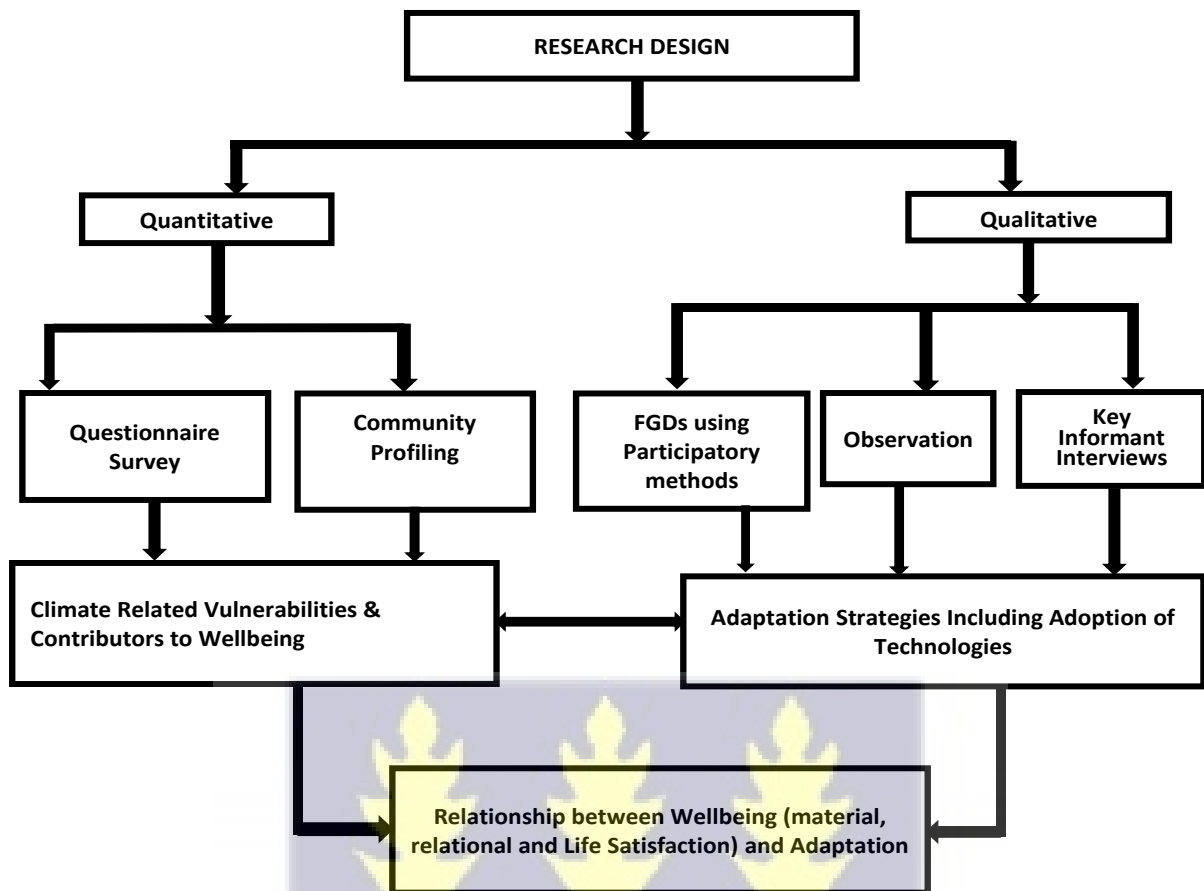 RESEARCH DESIGN
Quantitative
Qualitative
Questionnaire
Survey
Community
Profiling
FGDs using
Participatory
methods
Observation
Key
Informant
Interviews
Climate Related Vulnerabilities &
Contributors to Wellbeing
Adaptation Strategies Including Adoption of
Technologies
Relationship between Wellbeing (material,
relational and Life Satisfaction) and Adaptation